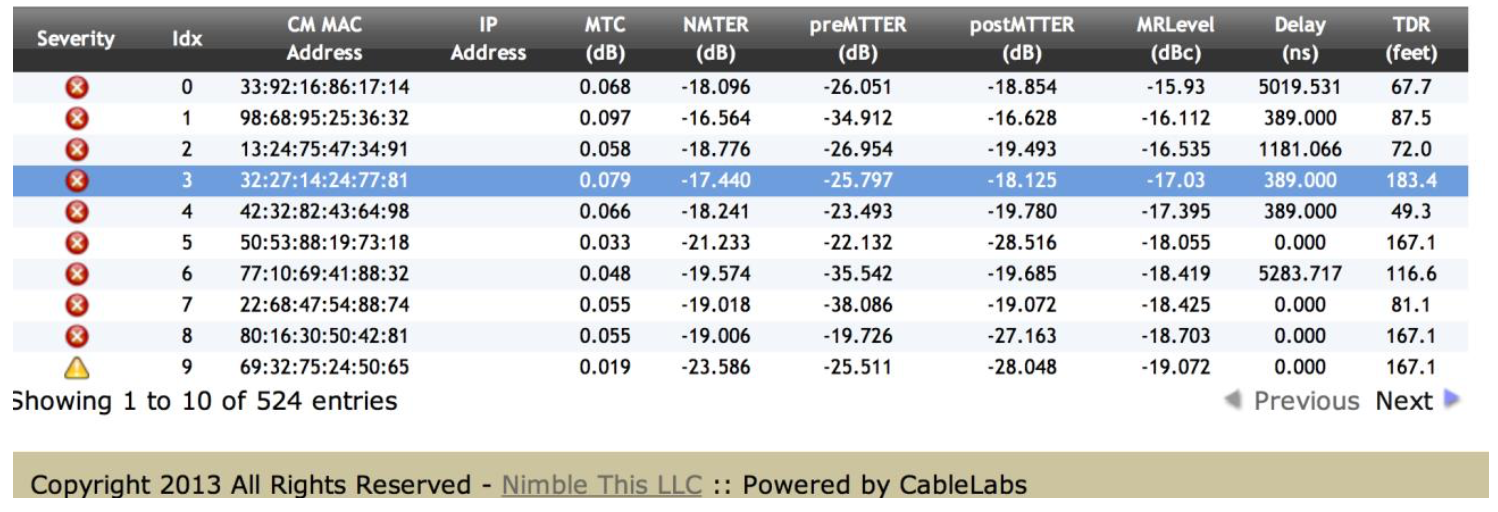 Severity Idx CM MAC Address IP Address MTC (dB) NMTER (dB) preMTTER (dB) postMTTER (dB) MRLevel (dBc) Delay (ns) TDR (feet)
0 33:92:16:86:17:14 0.068 -18.096 -26.051 -18.854 -15.93 5019.531 67.7
1 98:68:95:25:36:32 0.097 -16.564 -34.912 -16.628 -16.112 389.000 87.5
2 13:24:75:47:34:91 0.058 -18.776 -26.954 -19.493 -16.535 1181.066 72.0
3 32:27:14:24:77:81 0.079 -17.440 -25.797 -18.125 -17.03 389.000 183.4
4 42:32:82:43:64:98 0.066 -18.241 -23.493 -19.780 -17.395 389.000 49.3
5 50:53:88:19:73:18 0.033 -21.233 -22.132 -28.516 -18.055 0.000 167.1
6 77:10:69:41:88:32 0.048 -19.574 -35.542 -19.685 -18.419 5283.717 116.6
7 22:68:47:54:88:74 0.055 -19.018 -38.086 -19.072 -18.425 0.000 81.1
8 80:16:30:50:42:81 0.055 -19.006 -19.726 -27.163 -18.703 0.000 167.1
9 69:32:75:24:50:65 0.019 -23.586 -25.511 -28.048 -19.072 0.000 167.1
Showing 1 to 10 of 524 entries Previous Next
Copyright 2013 All Rights Reserved - Nimble This LLC :: Powered by CableLabs